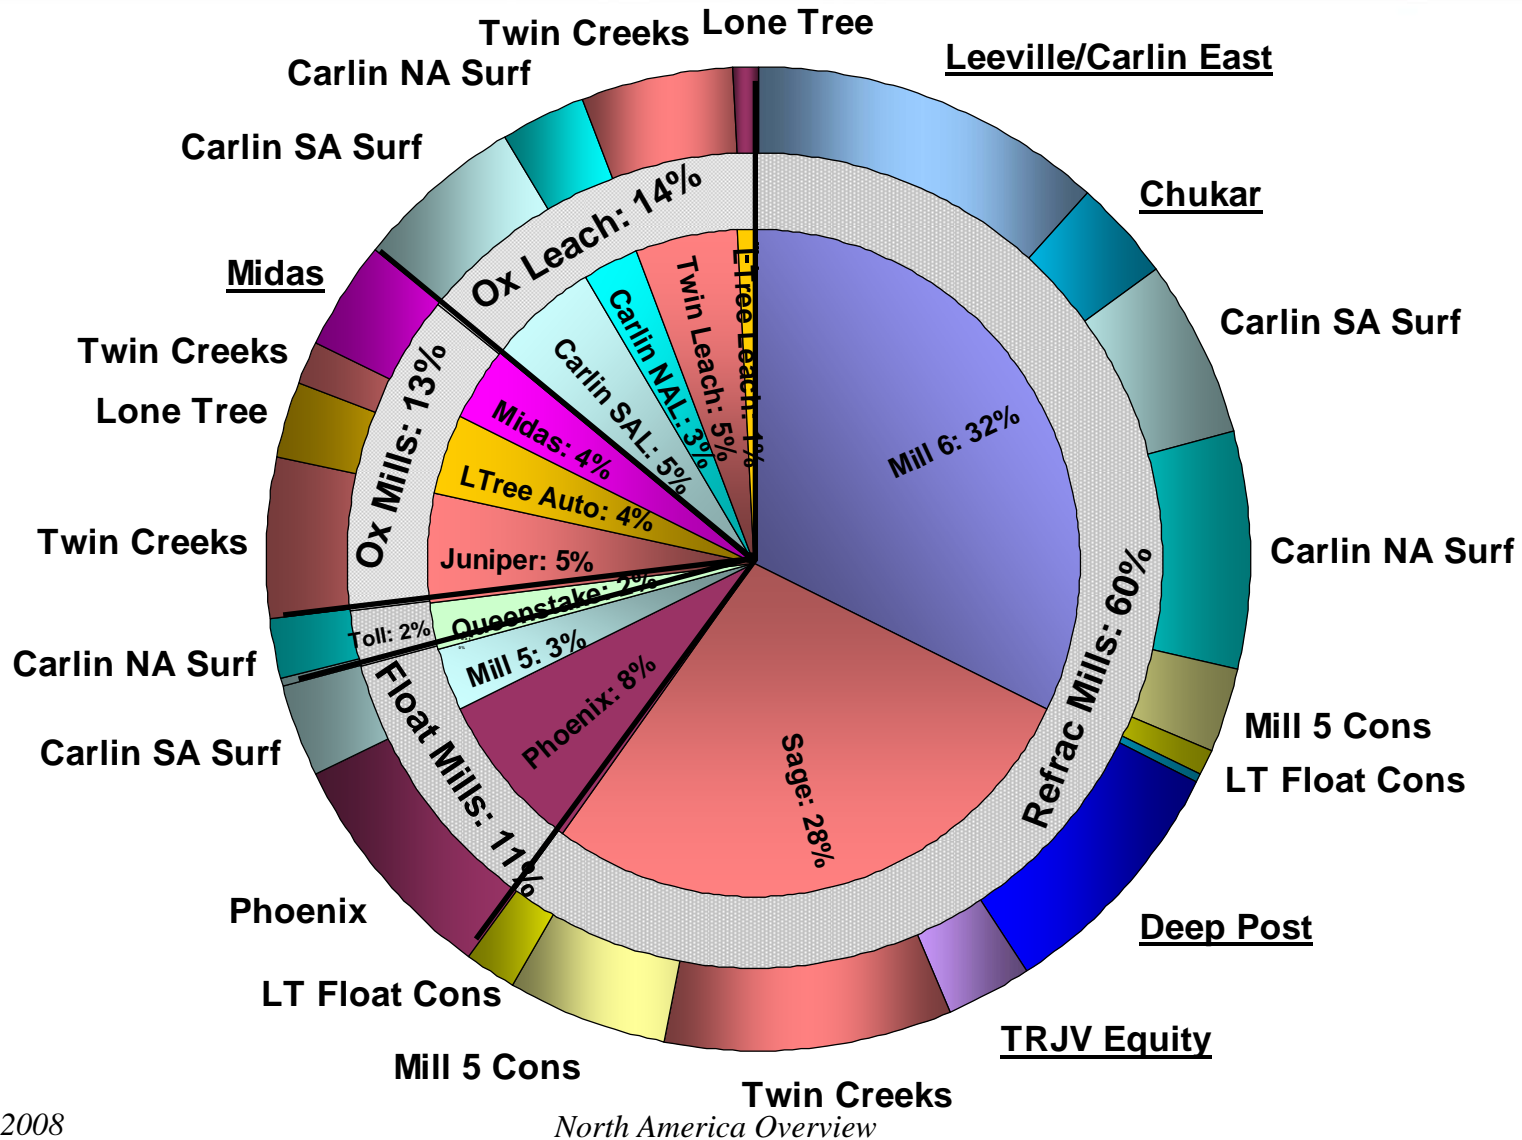 Twin Creeks
Lone Tree
Leeville/Carlin East
Carlin NA Surf
Chukar
Carlin SA Surf
Midas
Carlin SA Surf
Twin Creeks
Lone Tree
Twin Creeks
Carlin NA Surf
Carlin NA Surf
Carlin SA Surf
Mill 5 Cons
LT Float Cons
Phoenix
Deep Post
LT Float Cons
TRJV Equity
Mill 5 Cons
Twin Creeks
Ox Leach: 14%
Ox Mills: 13%
Toll: 2%
Float Mills: 11%
Refrac Mills: 60%
Mill 6: 32%
Sage: 28%
Phoenix: 8%
Mill 5: 3%
Queenstake: 2%
Juniper: 5%
LTree Auto: 4%
Midas: 4%
Carlin SAL: 5%
Carlin NAL: 3%
Twin Leach: 5%
LTree Leach: 1%
2008
North America Overview